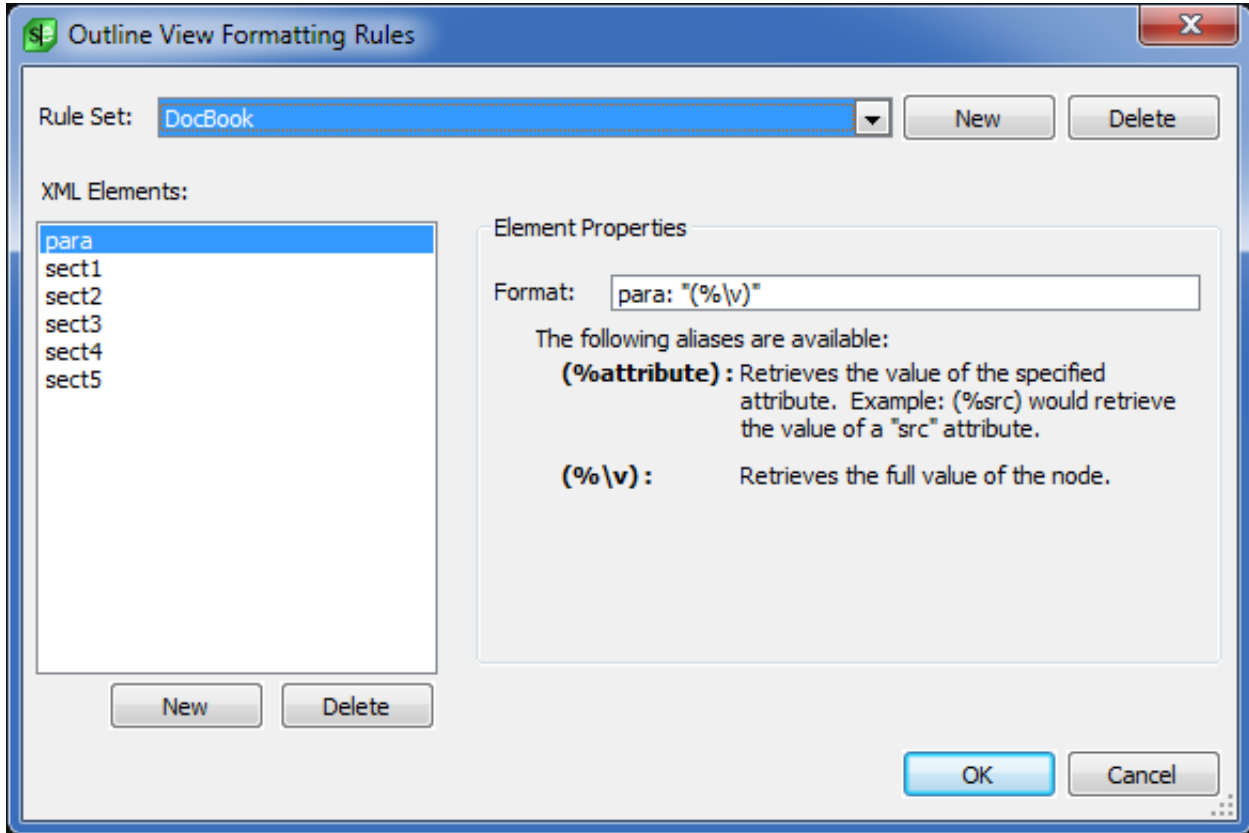 Outline View Formatting Rules
Rule Set: DocBook New Delete
XML Elements:
para
sect1
sect2
sect3
sect4
sect5
New Delete
Element Properties
Format: para: "(%\v)"
The following aliases are available:
(%attribute) : Retrieves the value of the specified
attribute.  Example: (%src) would retrieve
the value of a "src" attribute.
(%\v) : Retrieves the full value of the node.
OK Cancel